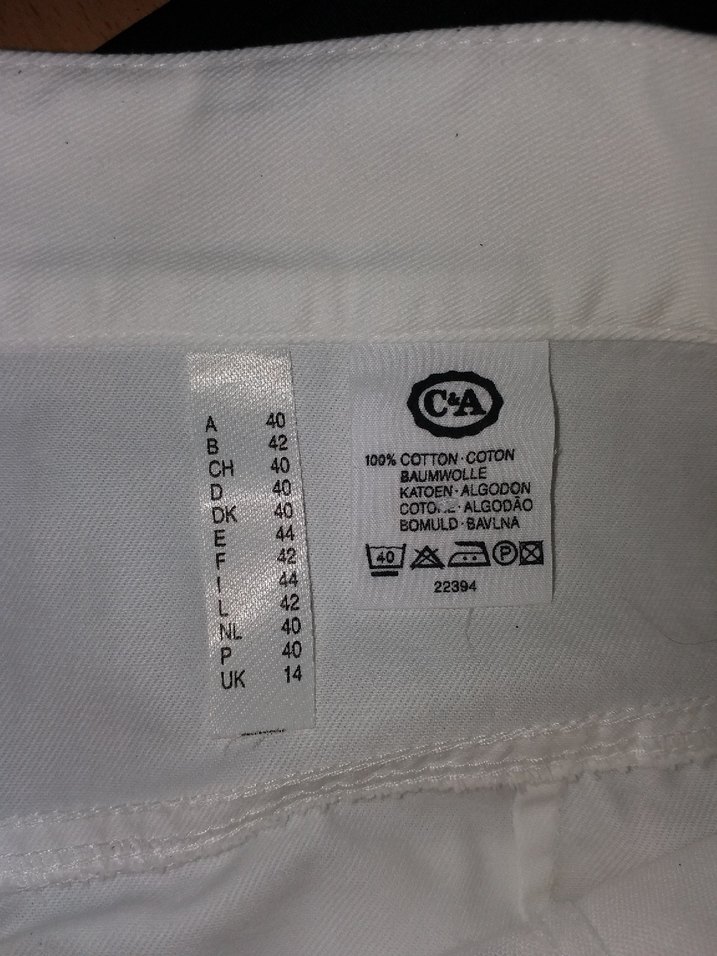 A 40
B 42
CH 40
D 40
DK 40
E 44
F 42
I 44
L 42
NL 40
P 40
UK 14
C&A
100% COTTON · COTON
BAUMWOLLE
KATOEN · ALGODON
ALGODÃO
BOMULD · BAVLNA
40 P
22394